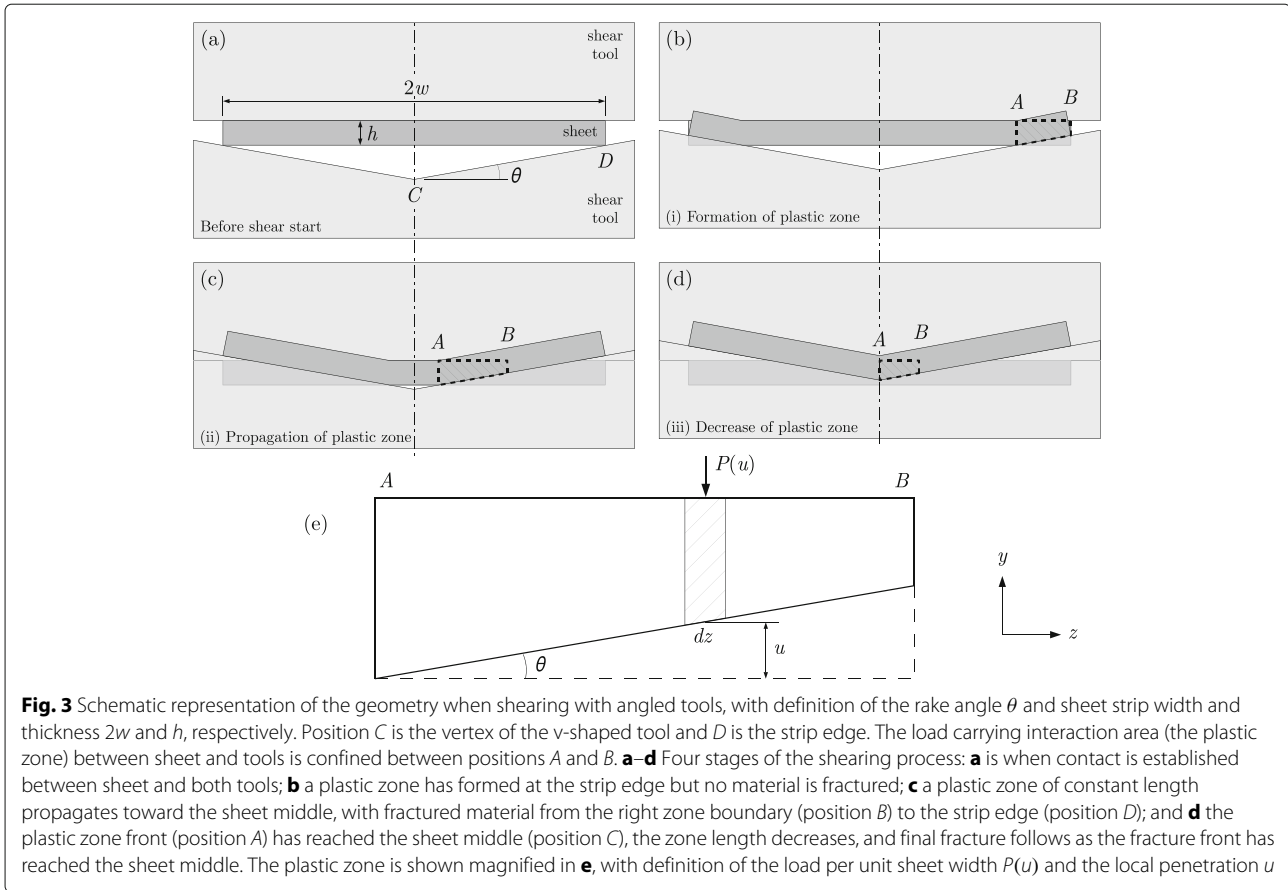 (a)
shear
tool
2w
h
sheet
D
θ
C
shear
tool
Before shear start
(b)
A
B
(i) Formation of plastic zone
(c)
A
B
(ii) Propagation of plastic zone
(d)
A
B
(iii) Decrease of plastic zone
P(u)
A
B
(e)
y
dz
u
z
θ
Fig. 3 Schematic representation of the geometry when shearing with angled tools, with definition of the rake angle θ and sheet strip width and
thickness 2w and h, respectively. Position C is the vertex of the v-shaped tool and D is the strip edge. The load carrying interaction area (the plastic
zone) between sheet and tools is confined between positions A and B. a–d Four stages of the shearing process: a is when contact is established
between sheet and both tools; b a plastic zone has formed at the strip edge but no material is fractured; c a plastic zone of constant length
propagates toward the sheet middle, with fractured material from the right zone boundary (position B) to the strip edge (position D); and d the
plastic zone front (position A) has reached the sheet middle (position C), the zone length decreases, and final fracture follows as the fracture front has
reached the sheet middle. The plastic zone is shown magnified in e, with definition of the load per unit sheet width P(u) and the local penetration u